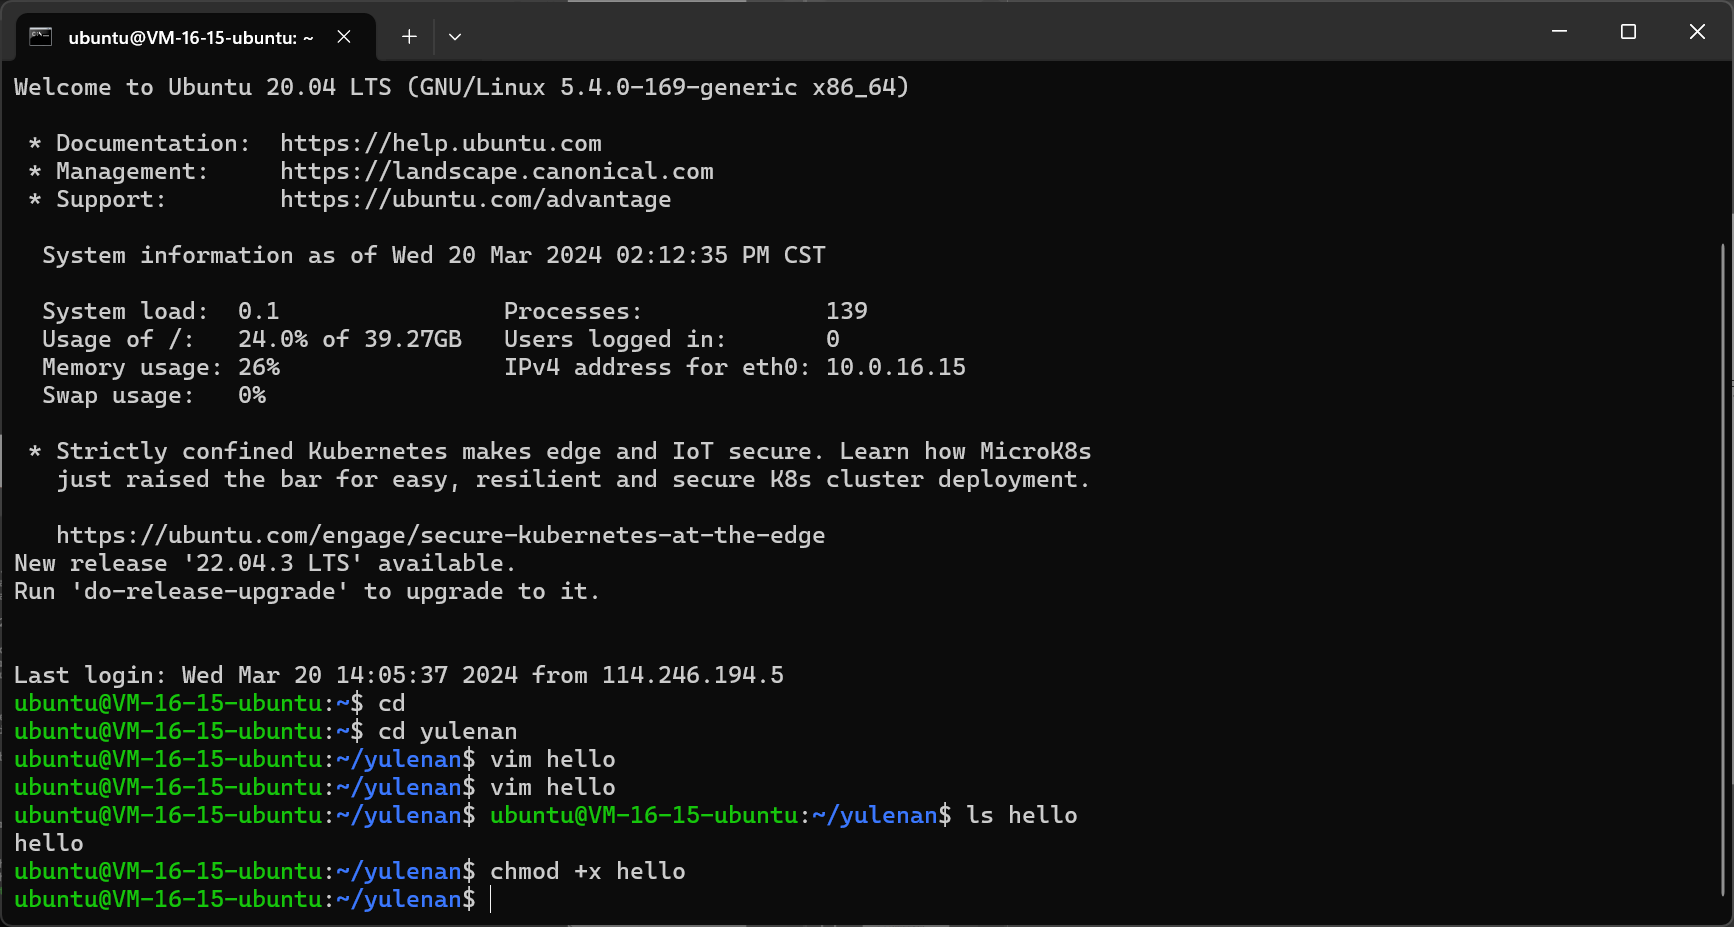 ubuntu@VM-16-15-ubuntu: ~
Welcome to Ubuntu 20.04 LTS (GNU/Linux 5.4.0-169-generic x86_64)
* Documentation:  https://help.ubuntu.com
* Management:     https://landscape.canonical.com
* Support:        https://ubuntu.com/advantage
System information as of Wed 20 Mar 2024 02:12:35 PM CST
System load:  0.1                Processes:             139
Usage of /:   24.0% of 39.27GB   Users logged in:       0
Memory usage: 26%                IPv4 address for eth0: 10.0.16.15
Swap usage:   0%
* Strictly confined Kubernetes makes edge and IoT secure. Learn how MicroK8s
just raised the bar for easy, resilient and secure K8s cluster deployment.
https://ubuntu.com/engage/secure-kubernetes-at-the-edge
New release '22.04.3 LTS' available.
Run 'do-release-upgrade' to upgrade to it.
Last login: Wed Mar 20 14:05:37 2024 from 114.246.194.5
ubuntu@VM-16-15-ubuntu:~$ cd
ubuntu@VM-16-15-ubuntu:~$ cd yulenan
ubuntu@VM-16-15-ubuntu:~/yulenan$ vim hello
ubuntu@VM-16-15-ubuntu:~/yulenan$ vim hello
ubuntu@VM-16-15-ubuntu:~/yulenan$ ubuntu@VM-16-15-ubuntu:~/yulenan$ ls hello
hello
ubuntu@VM-16-15-ubuntu:~/yulenan$ chmod +x hello
ubuntu@VM-16-15-ubuntu:~/yulenan$